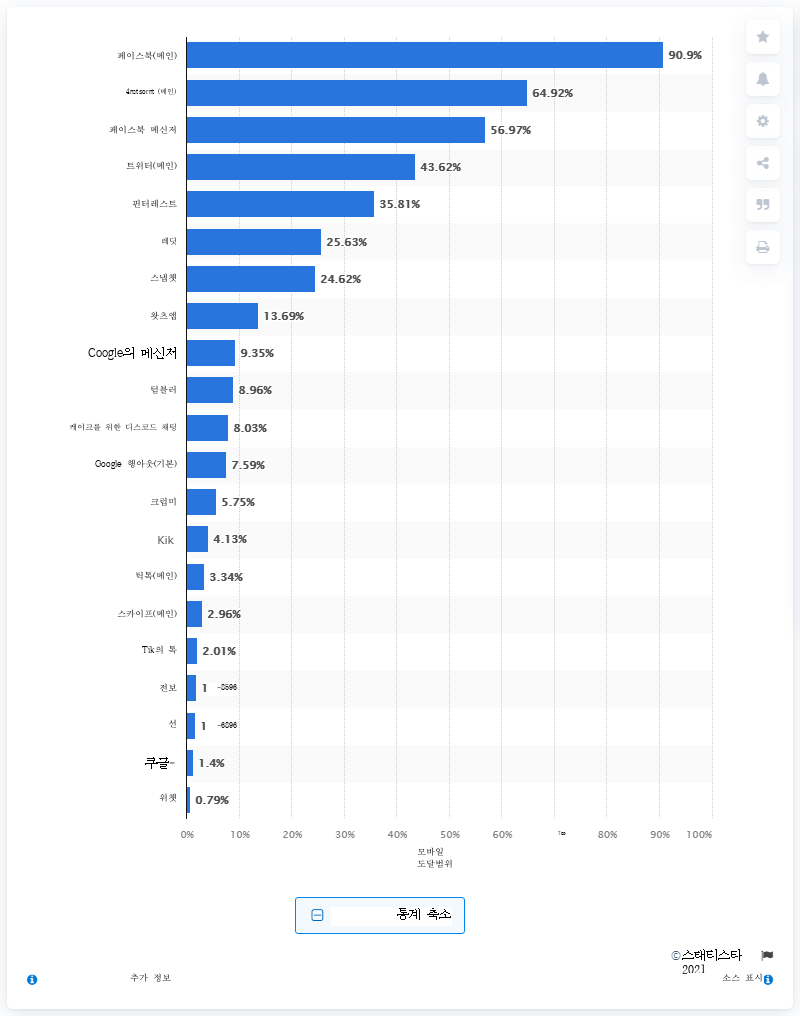 페이스북(메인)
90.9%
(메인)
64.92%
페이스북 메신저
56.97%
트위터(메인)
43.62%
핀터레스트
35.81%
레딧
25.63%
스냅챗
24.62%
왓츠앱
13.69%
Coogle의 메신저
9.35%
텀블러
8.96%
케이크를 위한 디스코드 채팅
8.03%
Google 행아웃(기본)
7.59%
그룹미
5.75%
Kik
4.13%
틱톡(메인)
3.34%
스카이프(메인)
2.96%
Tik의 톡
2.01%
전보
1 -8596
선
1 -6896
쿠글-
1.4%
위챗
0.79%
0% 10% 20% 30% 40% 50% 60% 80% 90% 100%
모바일
도달범위
통계 축소
©스태티스타
2021
추가 정보
소스 표시